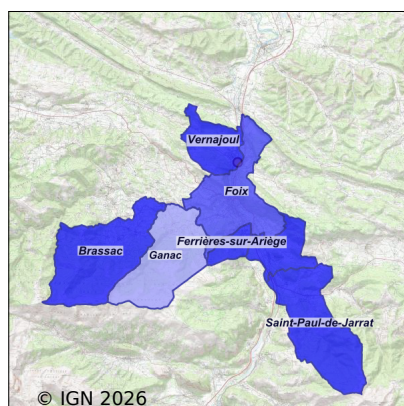 Vernajoul
Foix
Ferrières-sur-Ariège
Brassac
Ganac
Saint-Paul-de-Jarrat
© IGN 2026